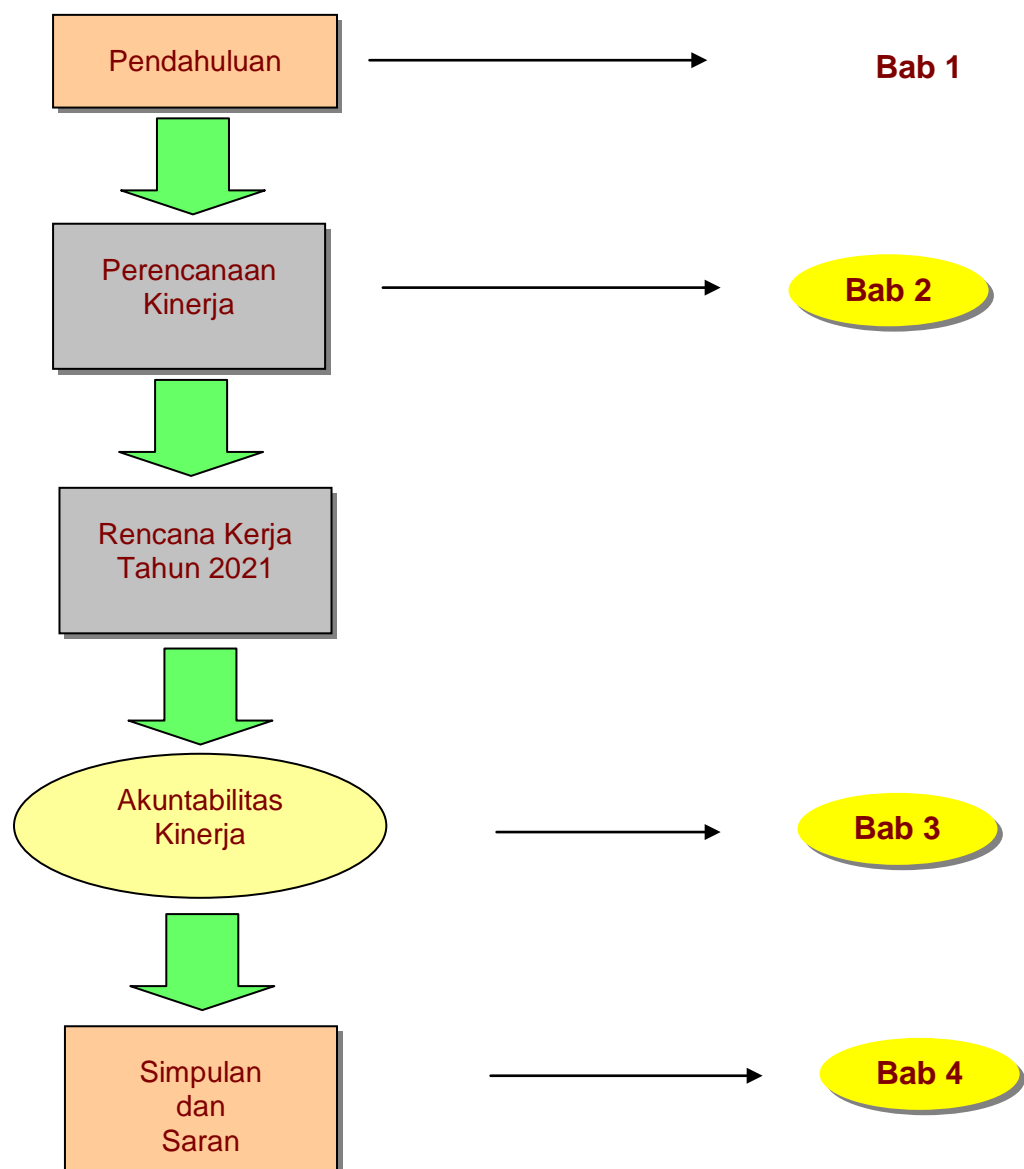 Pendahuluan
Bab 1
Perencanaan
Kinerja
Bab 2
Rencana Kerja
Tahun 2021
Akuntabilitas
Kinerja
Bab 3
Simpulan
dan
Saran
Bab 4